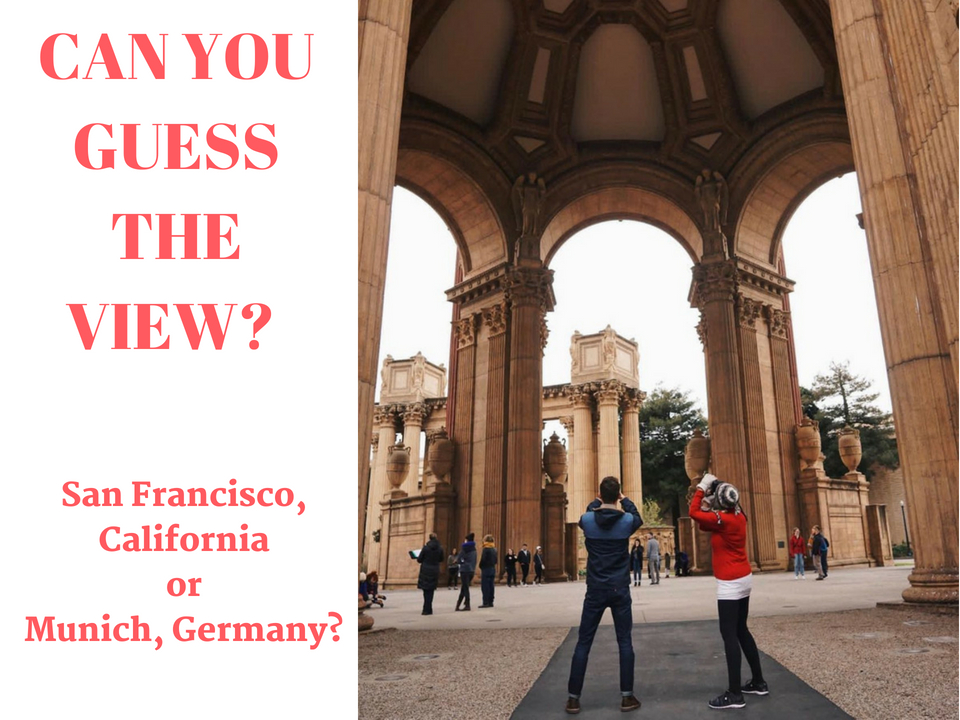 CAN YOU
GUESS
THE
VIEW?
San Francisco,
California
or
Munich, Germany?